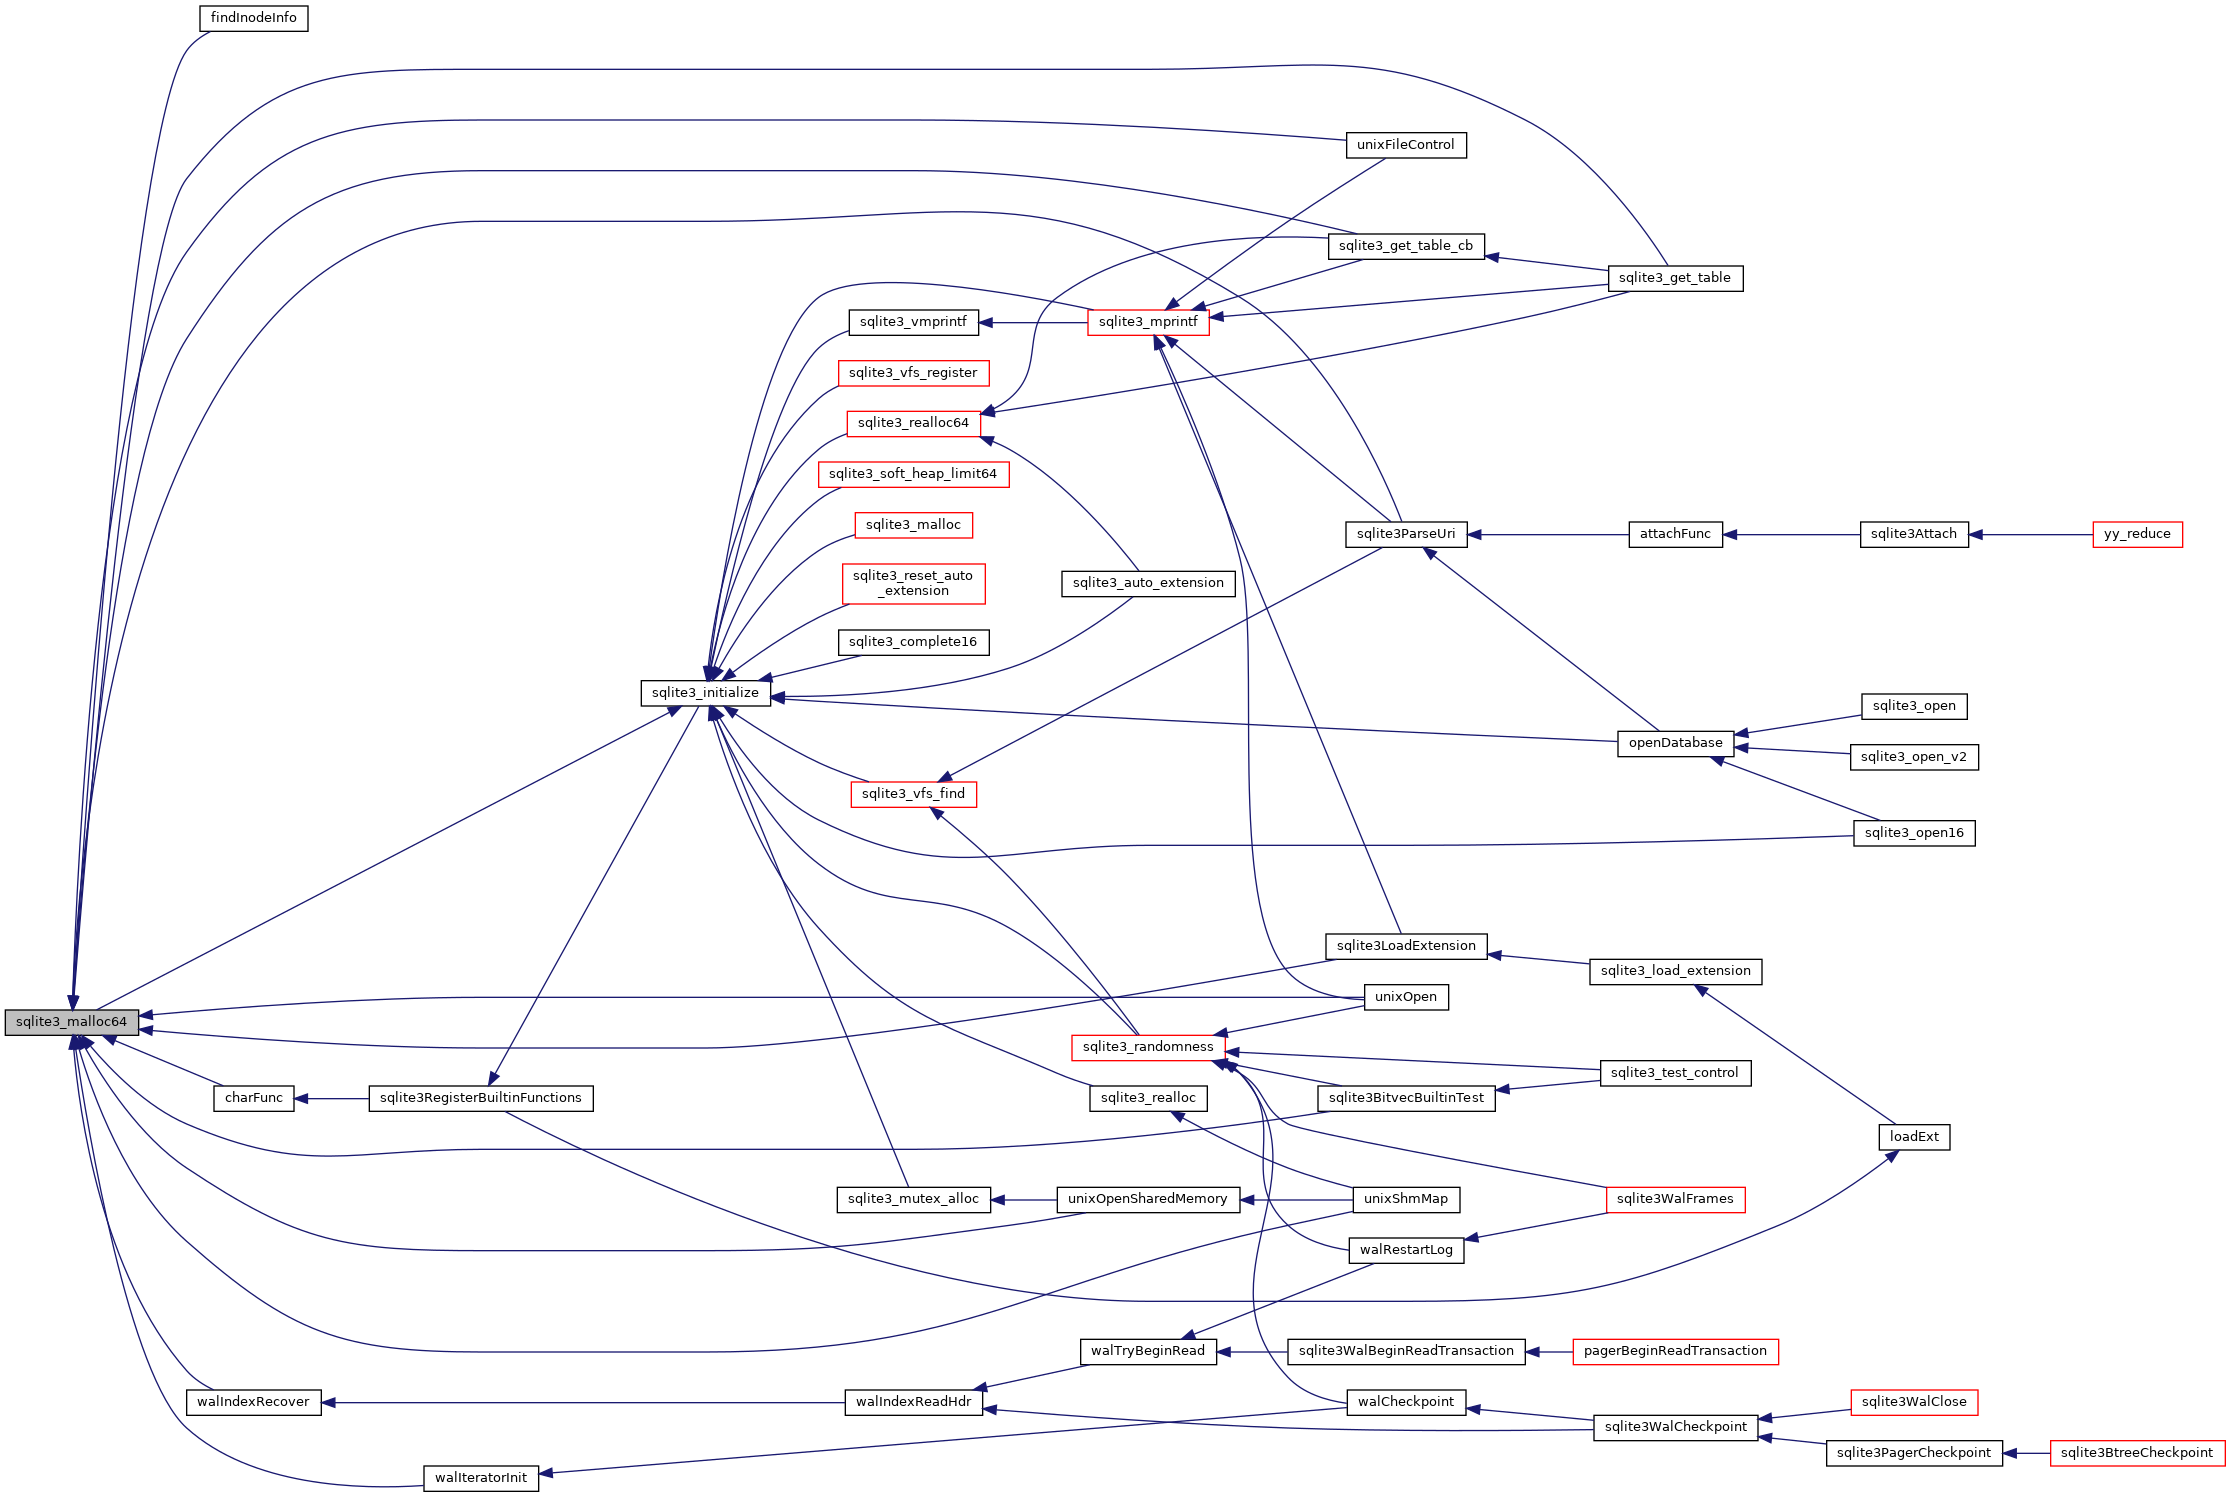 findInodeInfo
unixFileControl
sqlite3_get_table_cb
sqlite3_get_table
sqlite3_vmprintf
sqlite3_mprintf
sqlite3_vfs_register
sqlite3_realloc64
sqlite3_soft_heap_limit64
sqlite3_malloc
sqlite3ParseUri
attachFunc
sqlite3Attach
yy_reduce
sqlite3_reset_auto
_extension
sqlite3_auto_extension
sqlite3_complete16
sqlite3_initialize
sqlite3_open
openDatabase
sqlite3_open_v2
sqlite3_vfs_find
sqlite3_open16
sqlite3LoadExtension
sqlite3_load_extension
unixOpen
sqlite3_malloc64
sqlite3_randomness
sqlite3_test_control
charFunc
sqlite3RegisterBuiltinFunctions
sqlite3_realloc
sqlite3BitvecBuiltinTest
loadExt
sqlite3_mutex_alloc
unixOpenSharedMemory
unixShmMap
sqlite3WalFrames
walRestartLog
walTryBeginRead
sqlite3WalBeginReadTransaction
pagerBeginReadTransaction
walIndexRecover
walIndexReadHdr
walCheckpoint
sqlite3WalClose
sqlite3WalCheckpoint
sqlite3PagerCheckpoint
sqlite3BtreeCheckpoint
walIteratorInit